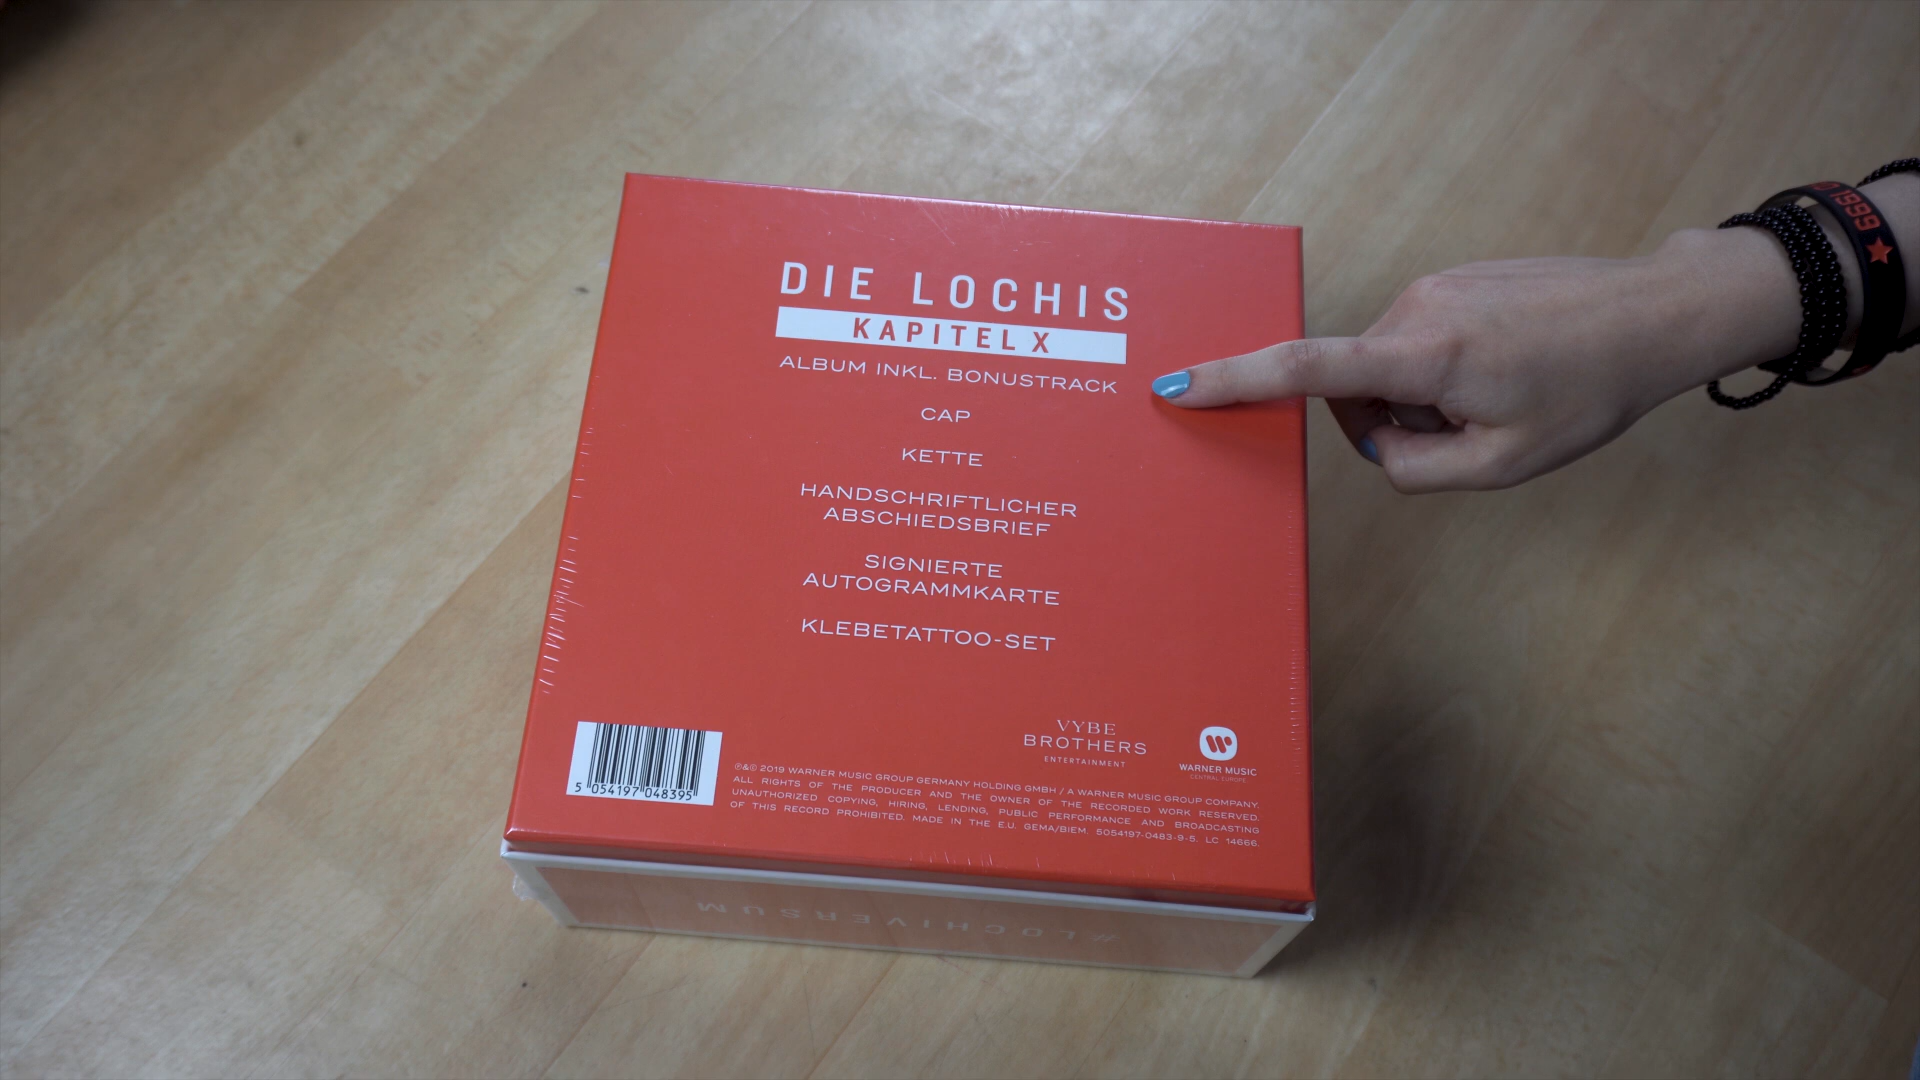 DIE LOCHIS
KAPITEL X
ALBUM INKL. BONUSTRACK
CAP
KETTE
HANDSCHRIFTLICHER
ABSCHIEDSBRIEF
SIGNIERTE
AUTOGRAMMKARTE
KLEBETATTOO-SET
5 054197 048395
VYBE
BROTHERS
ENTERTAINMENT
WARNER MUSIC
CENTRAL EUROPE
℗&© 2019 WARNER MUSIC GROUP GERMANY HOLDING GMBH / A WARNER MUSIC GROUP COMPANY.
ALL RIGHTS OF THE PRODUCER AND THE OWNER OF THE RECORDED WORK RESERVED.
UNAUTHORIZED COPYING, HIRING, LENDING, PUBLIC PERFORMANCE AND BROADCASTING
OF THIS RECORD PROHIBITED. MADE IN THE E.U. GEMA/BIEM. 5054197-0483-9-5. LC 14666.
#LOCHIVERSUM